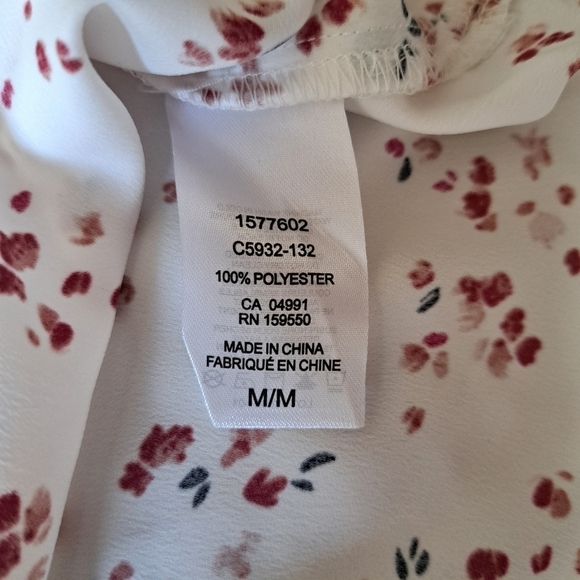 1577602
C5932-132
100% POLYESTER
CA 04991
RN 159550
MADE IN CHINA
FABRIQUÉ EN CHINE
M/M